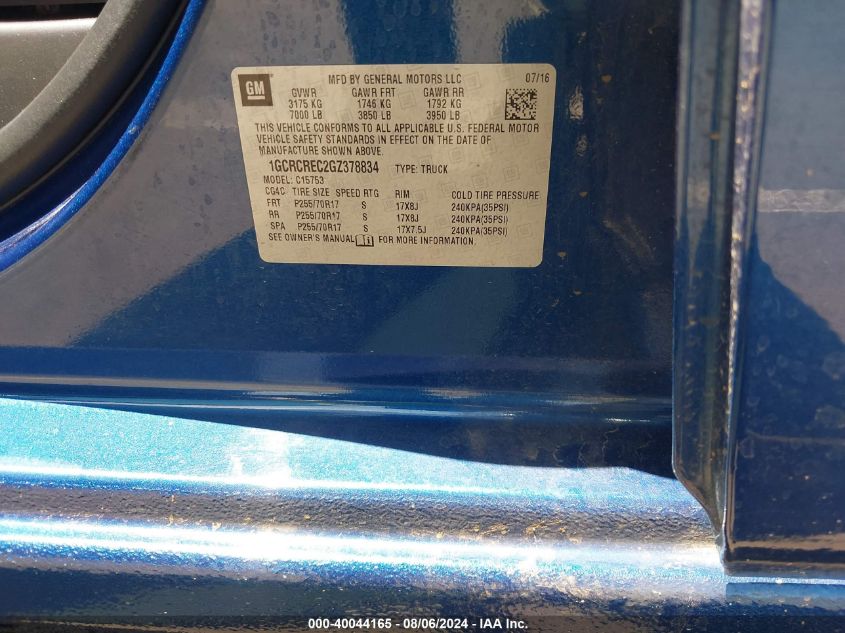 GM
MFD BY GENERAL MOTORS LLC 07/16
GVWR GAWR FRT GAWR RR
3175 KG 1746 KG 1792 KG
7000 LB 3850 LB 3950 LB
THIS VEHICLE CONFORMS TO ALL APPLICABLE U.S. FEDERAL MOTOR
VEHICLE SAFETY STANDARDS IN EFFECT ON THE DATE OF
MANUFACTURE SHOWN ABOVE.
1GCRCREC2GZ378834 TYPE: TRUCK
MODEL: C15753
CG4C TIRE SIZE SPEED RTG RIM COLD TIRE PRESSURE
FRT P255/70R17 S 17X8J 240KPA(35PSI)
RR P255/70R17 S 17X8J 240KPA(35PSI)
SPA P255/70R17 S 17X7.5J 240KPA(35PSI)
SEE OWNER'S MANUAL FOR MORE INFORMATION.
000-40044165 - 08/06/2024 - IAA Inc.